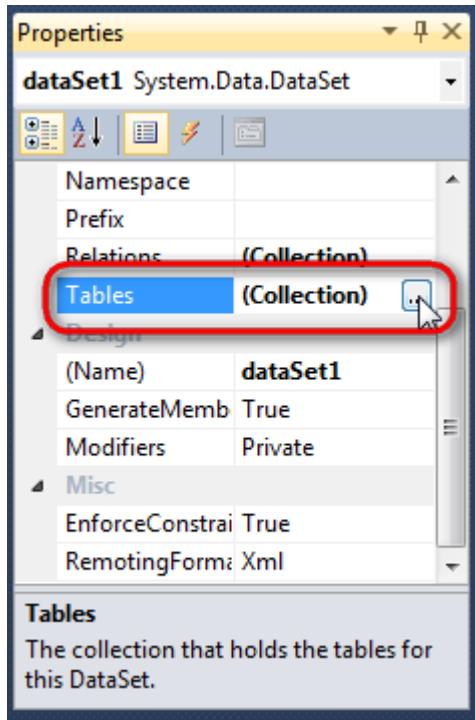 Properties
dataSet1 System.Data.DataSet
Namespace
Prefix
Relations (Collection)
Tables (Collection) ...
Design
(Name) dataSet1
GenerateMemb True
Modifiers Private
Misc
EnforceConstrai True
RemotingForma Xml
Tables
The collection that holds the tables for
this DataSet.